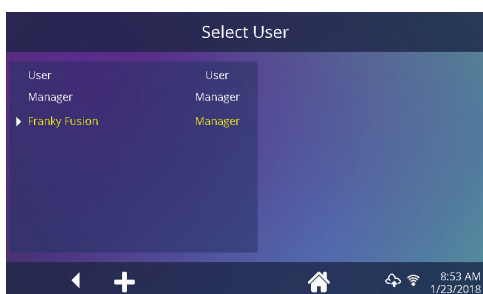 Select User
User User
Manager Manager
Franky Fusion Manager
8:53 AM
1/23/2018